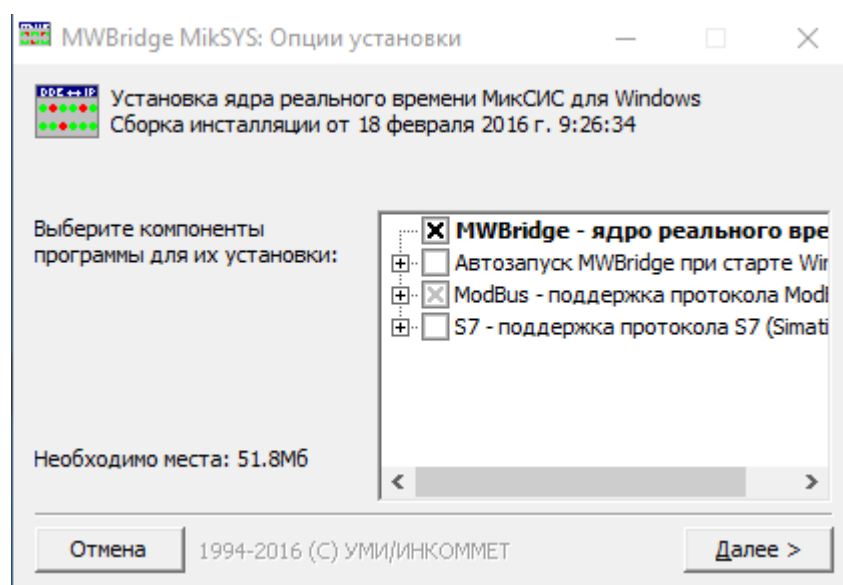 MWBridge MikSYS: Опции установки
DDE ↔ IP
Установка ядра реального времени МикСИС для Windows
Сборка инсталляции от 18 февраля 2016 г. 9:26:34
Выберите компоненты
программы для их установки:
MWBridge - ядро реального вре
Автозапуск MWBridge при старте Wir
ModBus - поддержка протокола Modl
S7 - поддержка протокола S7 (Simati
Необходимо места: 51.8Мб
Отмена
1994-2016 (С) УМИ/ИНКОММЕТ
Далее >